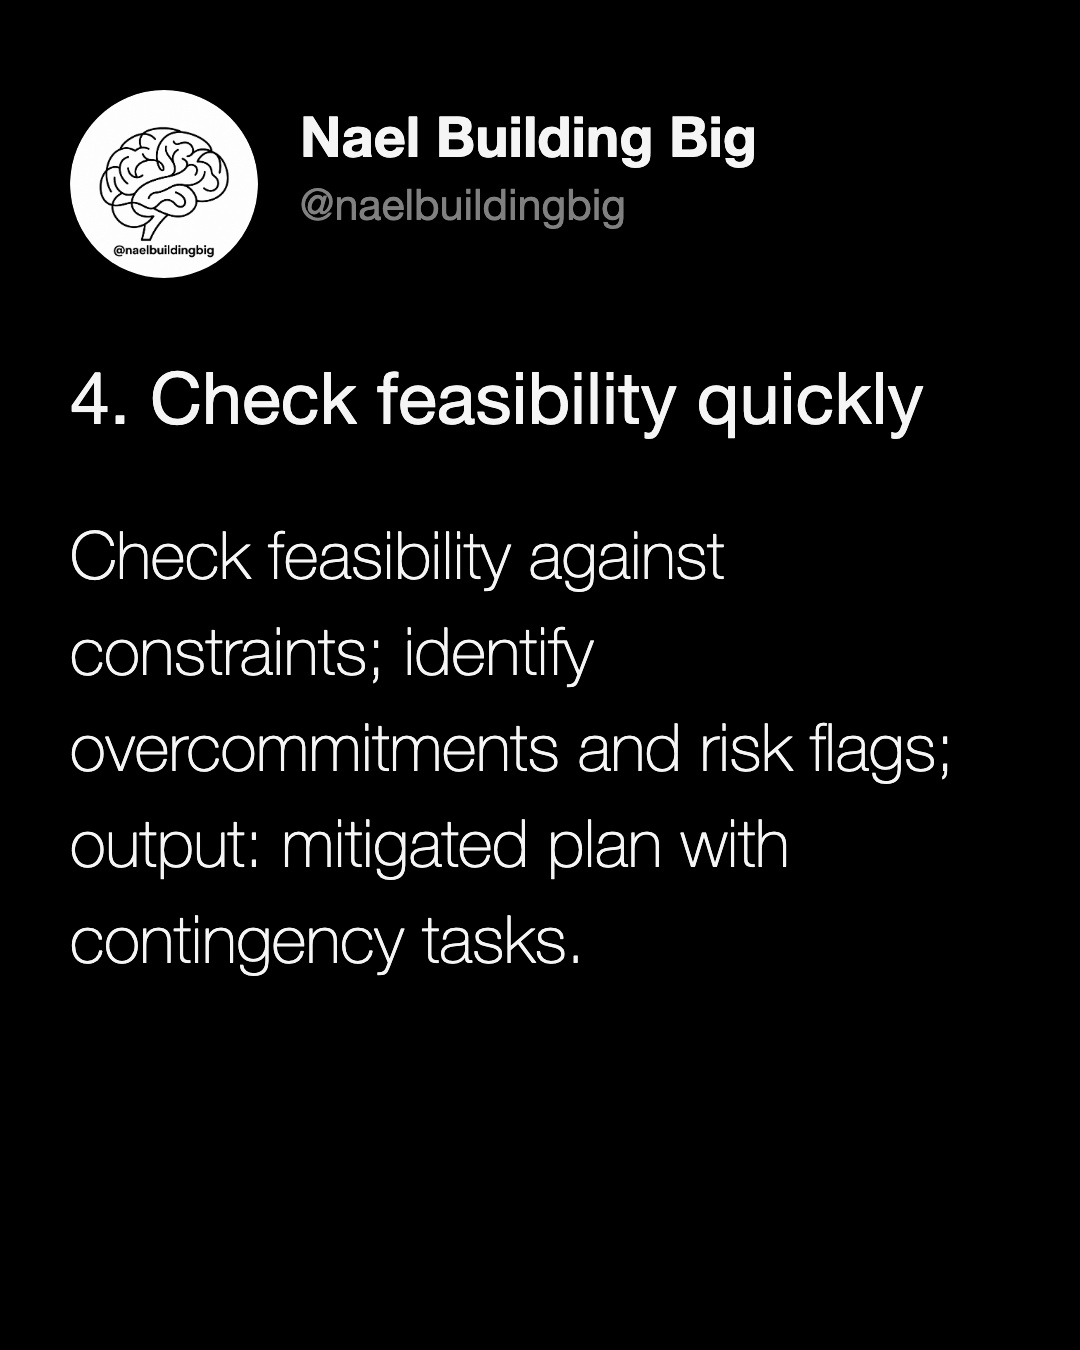 Nael Building Big
@naelbuildingbig
@naelbuildingbig
4. Check feasibility quickly
Check feasibility against
constraints; identify
overcommitments and risk flags;
output: mitigated plan with
contingency tasks.